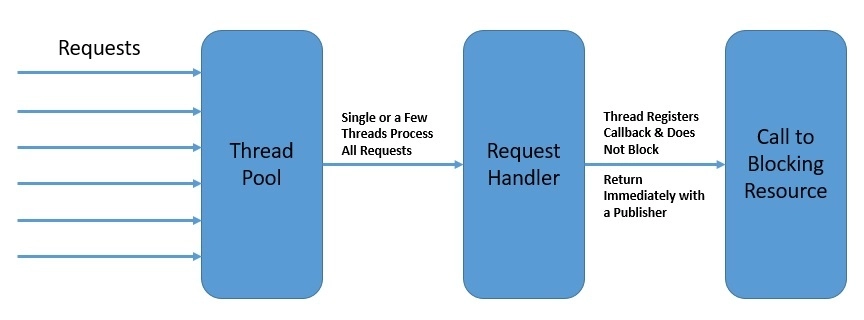 Requests
Thread
Pool
Single or a Few
Threads Process
All Requests
Request
Handler
Thread Registers
Callback & Does
Not Block
Return
Immediately with
a Publisher
Call to
Blocking
Resource